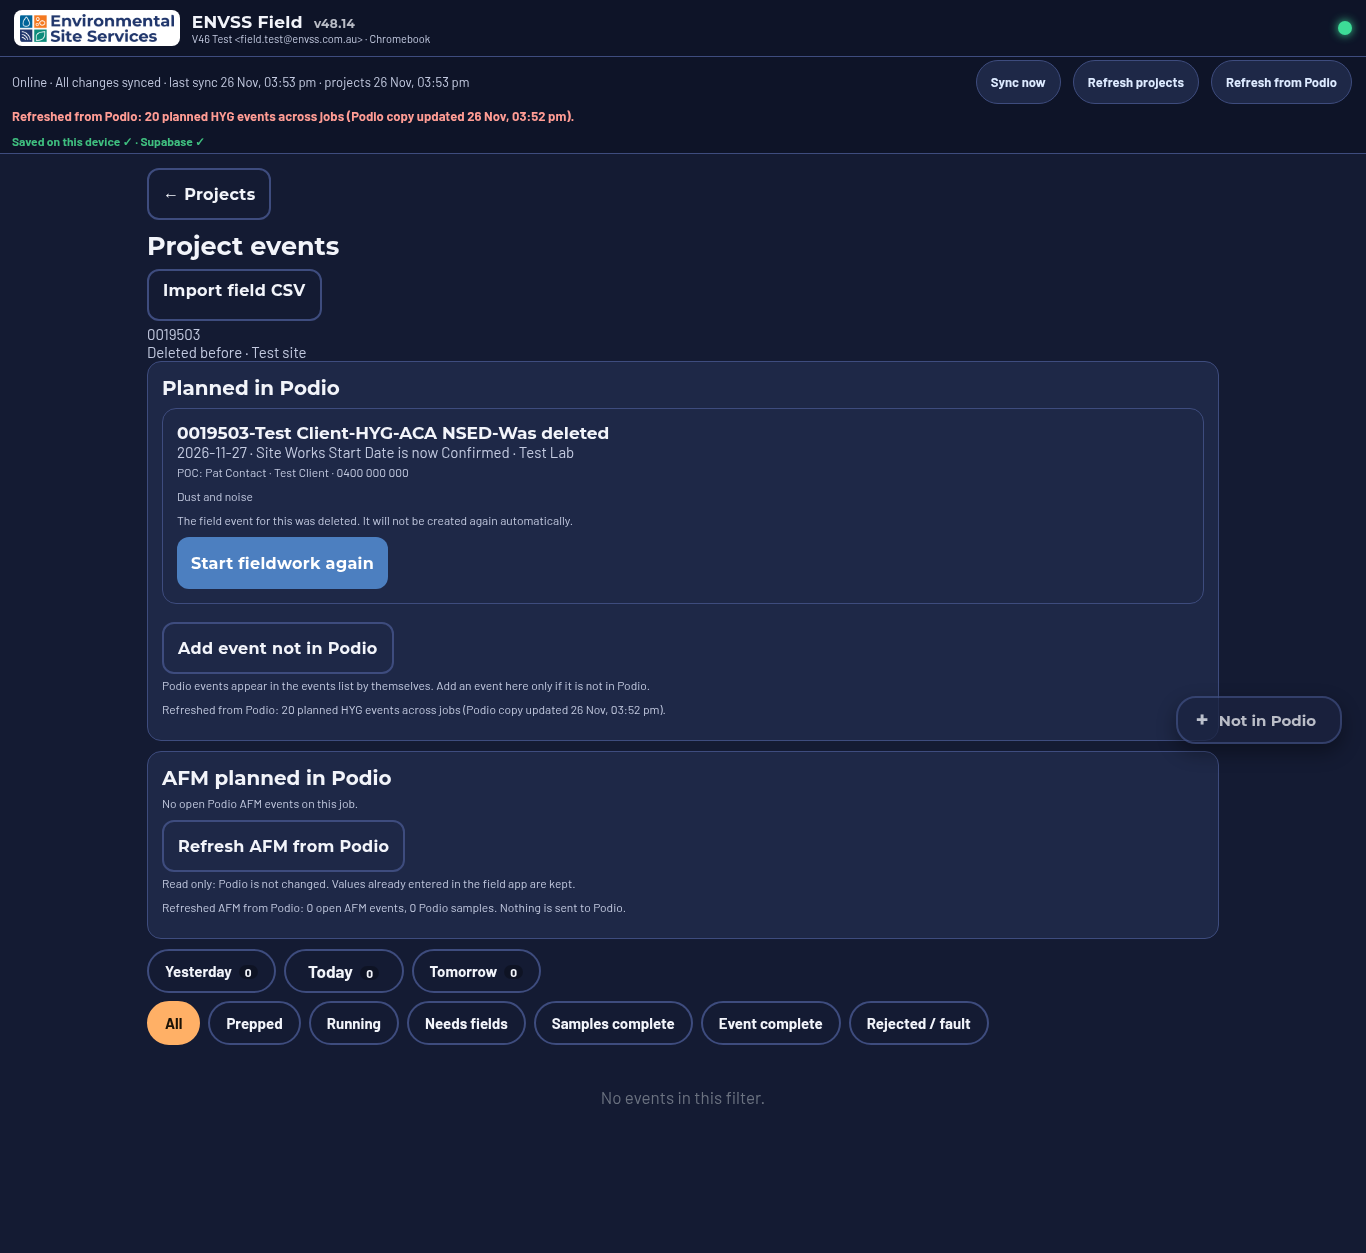 Environmental
Site Services
ENVSS Field v48.14
V46 Test <field.test@envss.com.au> · Chromebook
Online · All changes synced · last sync 26 Nov, 03:53 pm · projects 26 Nov, 03:53 pm
Sync now
Refresh projects
Refresh from Podio
Refreshed from Podio: 20 planned HYG events across jobs (Podio copy updated 26 Nov, 03:52 pm).
Saved on this device ✓ · Supabase ✓
← Projects
Project events
Import field CSV
0019503
Deleted before · Test site
Planned in Podio
0019503-Test Client-HYG-ACA NSED-Was deleted
2026-11-27 · Site Works Start Date is now Confirmed · Test Lab
POC: Pat Contact · Test Client · 0400 000 000
Dust and noise
The field event for this was deleted. It will not be created again automatically.
Start fieldwork again
Add event not in Podio
Podio events appear in the events list by themselves. Add an event here only if it is not in Podio.
Refreshed from Podio: 20 planned HYG events across jobs (Podio copy updated 26 Nov, 03:52 pm).
+ Not in Podio
AFM planned in Podio
No open Podio AFM events on this job.
Refresh AFM from Podio
Read only: Podio is not changed. Values already entered in the field app are kept.
Refreshed AFM from Podio: 0 open AFM events, 0 Podio samples. Nothing is sent to Podio.
Yesterday 0
Today 0
Tomorrow 0
All
Prepped
Running
Needs fields
Samples complete
Event complete
Rejected / fault
No events in this filter.